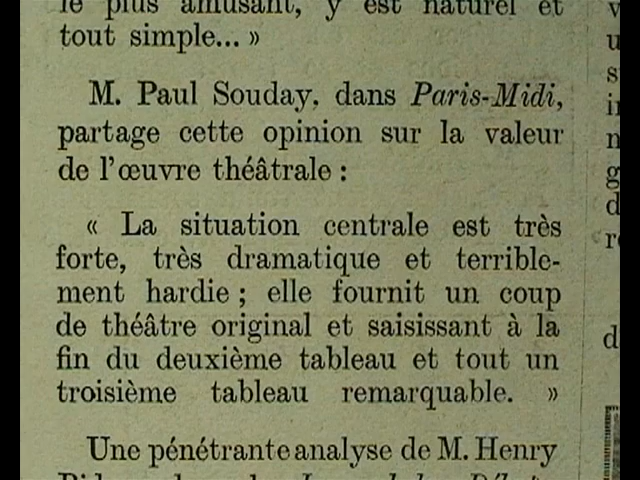 le plus amusant, y est naturel et
tout simple... »
M. Paul Souday, dans Paris-Midi,
partage cette opinion sur la valeur
de l'œuvre théâtrale :
« La situation centrale est très
forte, très dramatique et terrible-
ment hardie ; elle fournit un coup
de théâtre original et saisissant à la
fin du deuxième tableau et tout un
troisième tableau remarquable. »
Une pénétrante analyse de M. Henry